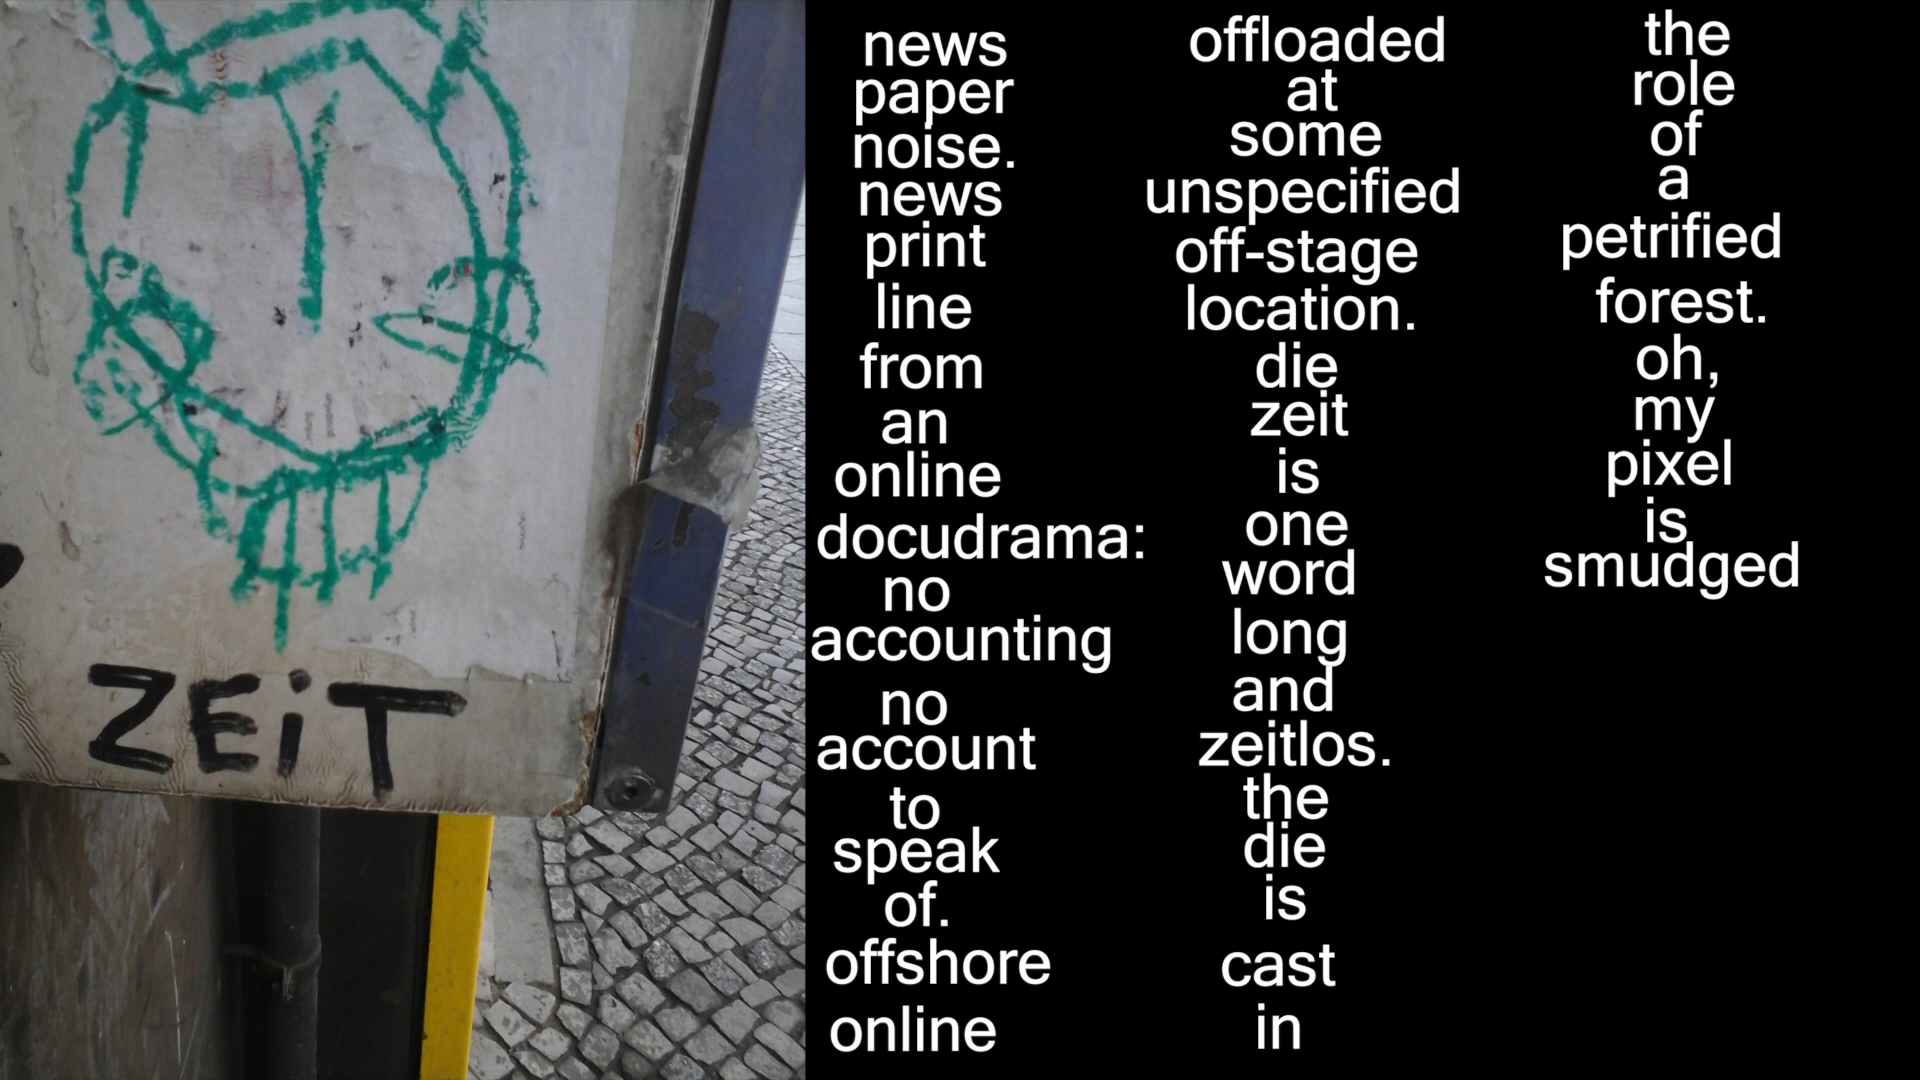 ZEiT
news
paper
noise.
news
print
line
from
an
online
docudrama:
no
accounting
no
account
to
speak
of.
offshore
online
offloaded
at
some
unspecified
off-stage
location.
die
zeit
is
one
word
long
and
zeitlos.
the
die
is
cast
in
the
role
of
a
petrified
forest.
oh,
my
pixel
is
smudged